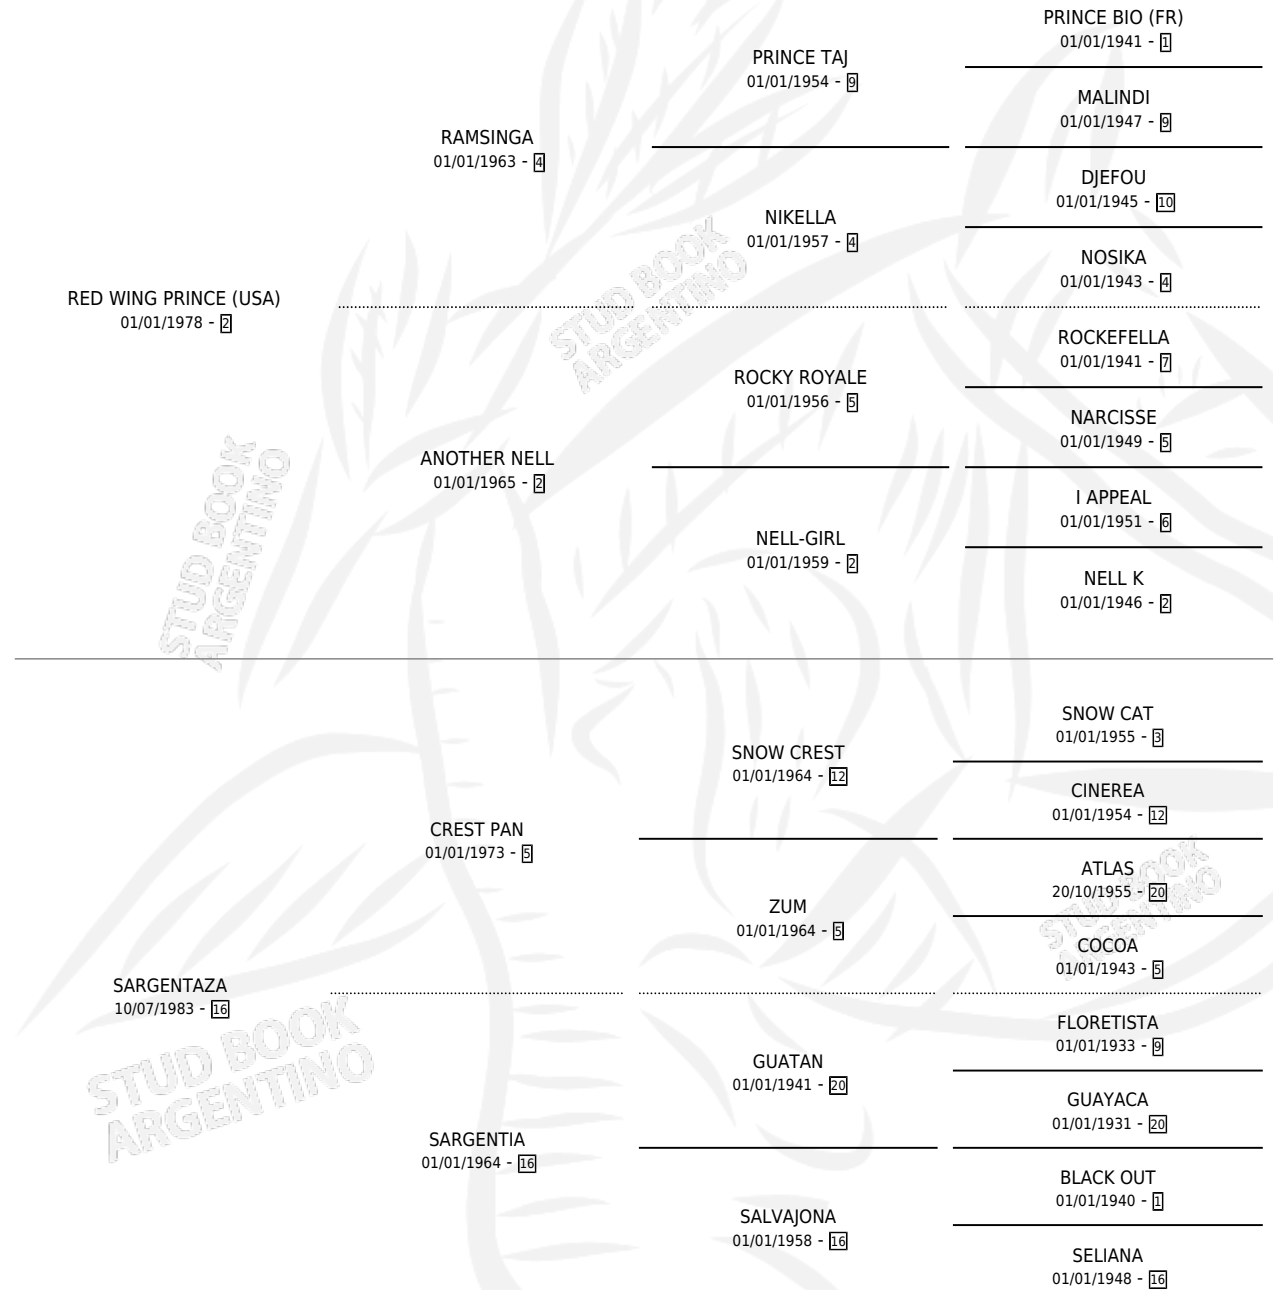 PRINCE BIO (FR)
01/01/1941 - 1
PRINCE TAJ
01/01/1954 - 9
MALINDI
01/01/1947 - 9
RAMSINGA
01/01/1963 - 4
DJEFOU
01/01/1945 - 10
NIKELLA
01/01/1957 - 4
NOSIKA
01/01/1943 - 4
RED WING PRINCE (USA)
01/01/1978 - 2
ROCKEFELLA
01/01/1941 - 7
ROCKY ROYALE
01/01/1956 - 5
NARCISSE
01/01/1949 - 5
ANOTHER NELL
01/01/1965 - 2
I APPEAL
01/01/1951 - 6
NELL-GIRL
01/01/1959 - 2
NELL K
01/01/1946 - 2
STUD BOOK
ARGENTINO
STUD BOOK
ARGENTINO
SNOW CAT
01/01/1955 - 3
SNOW CREST
01/01/1964 - 12
CINEREA
01/01/1954 - 12
CREST PAN
01/01/1973 - 5
ATLAS
20/10/1955 - 20
ZUM
01/01/1964 - 5
COCOA
01/01/1943 - 5
SARGENTAZA
10/07/1983 - 16
FLORETISTA
01/01/1933 - 9
GUATAN
01/01/1941 - 20
GUAYACA
01/01/1931 - 20
SARGENTIA
01/01/1964 - 16
BLACK OUT
01/01/1940 - 1
SALVAJONA
01/01/1958 - 16
SELIANA
01/01/1948 - 16
STUD BOOK
ARGENTINO
STUD BOOK
ARGENTINO